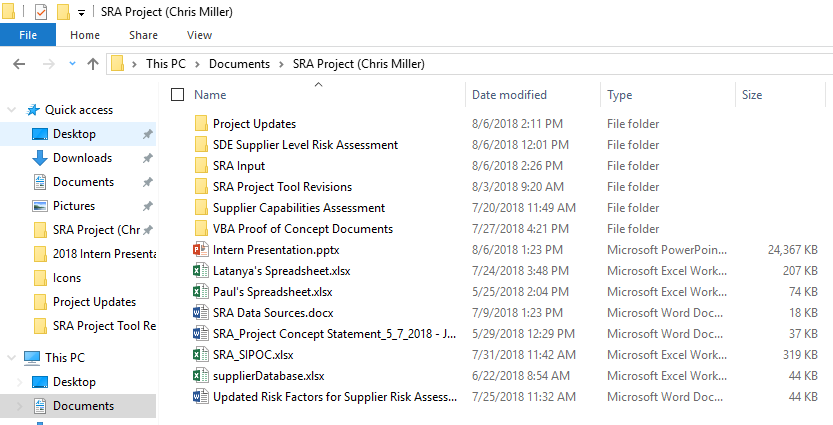 SRA Project (Chris Miller)
File Home Share View
This PC Documents SRA Project (Chris Miller)
Name Date modified Type Size
Quick access
Desktop
Downloads
Documents
Pictures
SRA Project (Chr
2018 Intern Presenta
Icons
Project Updates
SRA Project Tool Re
This PC
Desktop
Documents
Project Updates 8/6/2018 2:11 PM File folder
SDE Supplier Level Risk Assessment 8/6/2018 12:01 PM File folder
SRA Input 8/6/2018 2:26 PM File folder
SRA Project Tool Revisions 8/3/2018 9:20 AM File folder
Supplier Capabilities Assessment 7/20/2018 11:49 AM File folder
VBA Proof of Concept Documents 7/27/2018 4:21 PM File folder
Intern Presentation.pptx 8/6/2018 1:23 PM Microsoft PowerPoin... 24,367 KB
Latanya's Spreadsheet.xlsx 7/24/2018 3:48 PM Microsoft Excel Work... 207 KB
Paul's Spreadsheet.xlsx 5/25/2018 2:04 PM Microsoft Excel Work... 74 KB
SRA Data Sources.docx 7/9/2018 1:23 PM Microsoft Word Doc... 18 KB
SRA_Project Concept Statement_5_7_2018 - J... 5/29/2018 12:29 PM Microsoft Word Doc... 37 KB
SRA_SIPOC.xlsx 7/31/2018 11:42 AM Microsoft Excel Work... 319 KB
supplierDatabase.xlsx 6/22/2018 8:54 AM Microsoft Excel Work... 44 KB
Updated Risk Factors for Supplier Risk Assess... 7/25/2018 11:32 AM Microsoft Word Doc... 44 KB